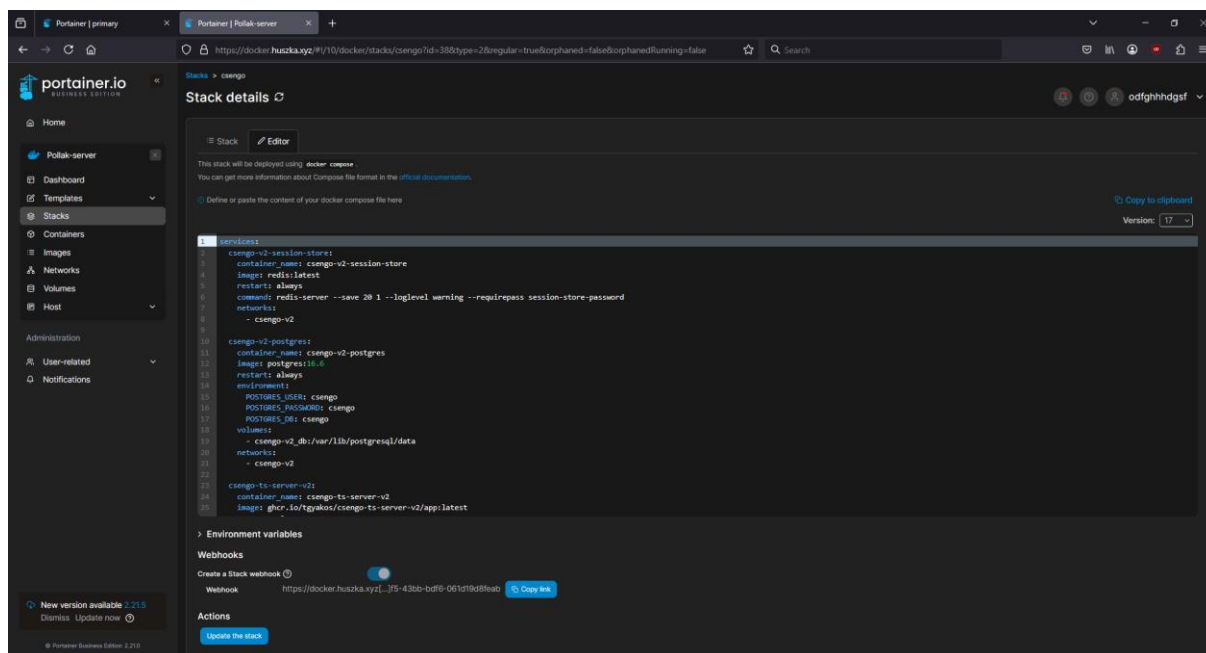 Portainer | primary
Portainer | Pollak-server
https://docker.huszka.xyz/#!/10/docker/stacks/csengo?id=38&type=2&regular=true&orphaned=false&orphanedRunning=false
Search
portainer.io
BUSINESS EDITION
Home
Pollak-server
Dashboard
Templates
Stacks
Containers
Images
Networks
Volumes
Host
Administration
User-related
Notifications
New version available 2.21.5
Dismiss Update now
© Portainer Business Edition 2.21.0
Stacks > csengo
Stack details
odfghhhdgsf
Stack
Editor
This stack will be deployed using docker compose.
You can get more information about Compose file format in the official documentation.
Define or paste the content of your docker compose file here
Copy to clipboard
Version: 17
1 services:
2 csengo-v2-session-store:
3 container_name: csengo-v2-session-store
4 image: redis:latest
5 restart: always
6 command: redis-server --save 20 1 --loglevel warning --requirepass session-store-password
7 networks:
8 - csengo-v2
9
10 csengo-v2-postgres:
11 container_name: csengo-v2-postgres
12 image: postgres:16.6
13 restart: always
14 environment:
15 POSTGRES_USER: csengo
16 POSTGRES_PASSWORD: csengo
17 POSTGRES_DB: csengo
18 volumes:
19 - csengo-v2_db:/var/lib/postgresql/data
20 networks:
21 - csengo-v2
22
23 csengo-ts-server-v2:
24 container_name: csengo-ts-server-v2
25 image: ghcr.io/tgyakos/csengo-ts-server-v2/app:latest
Environment variables
Webhooks
Create a Stack webhook
Webhook https://docker.huszka.xyz[...]f5-43bb-bdf6-061d19d8feab Copy link
Actions
Update the stack